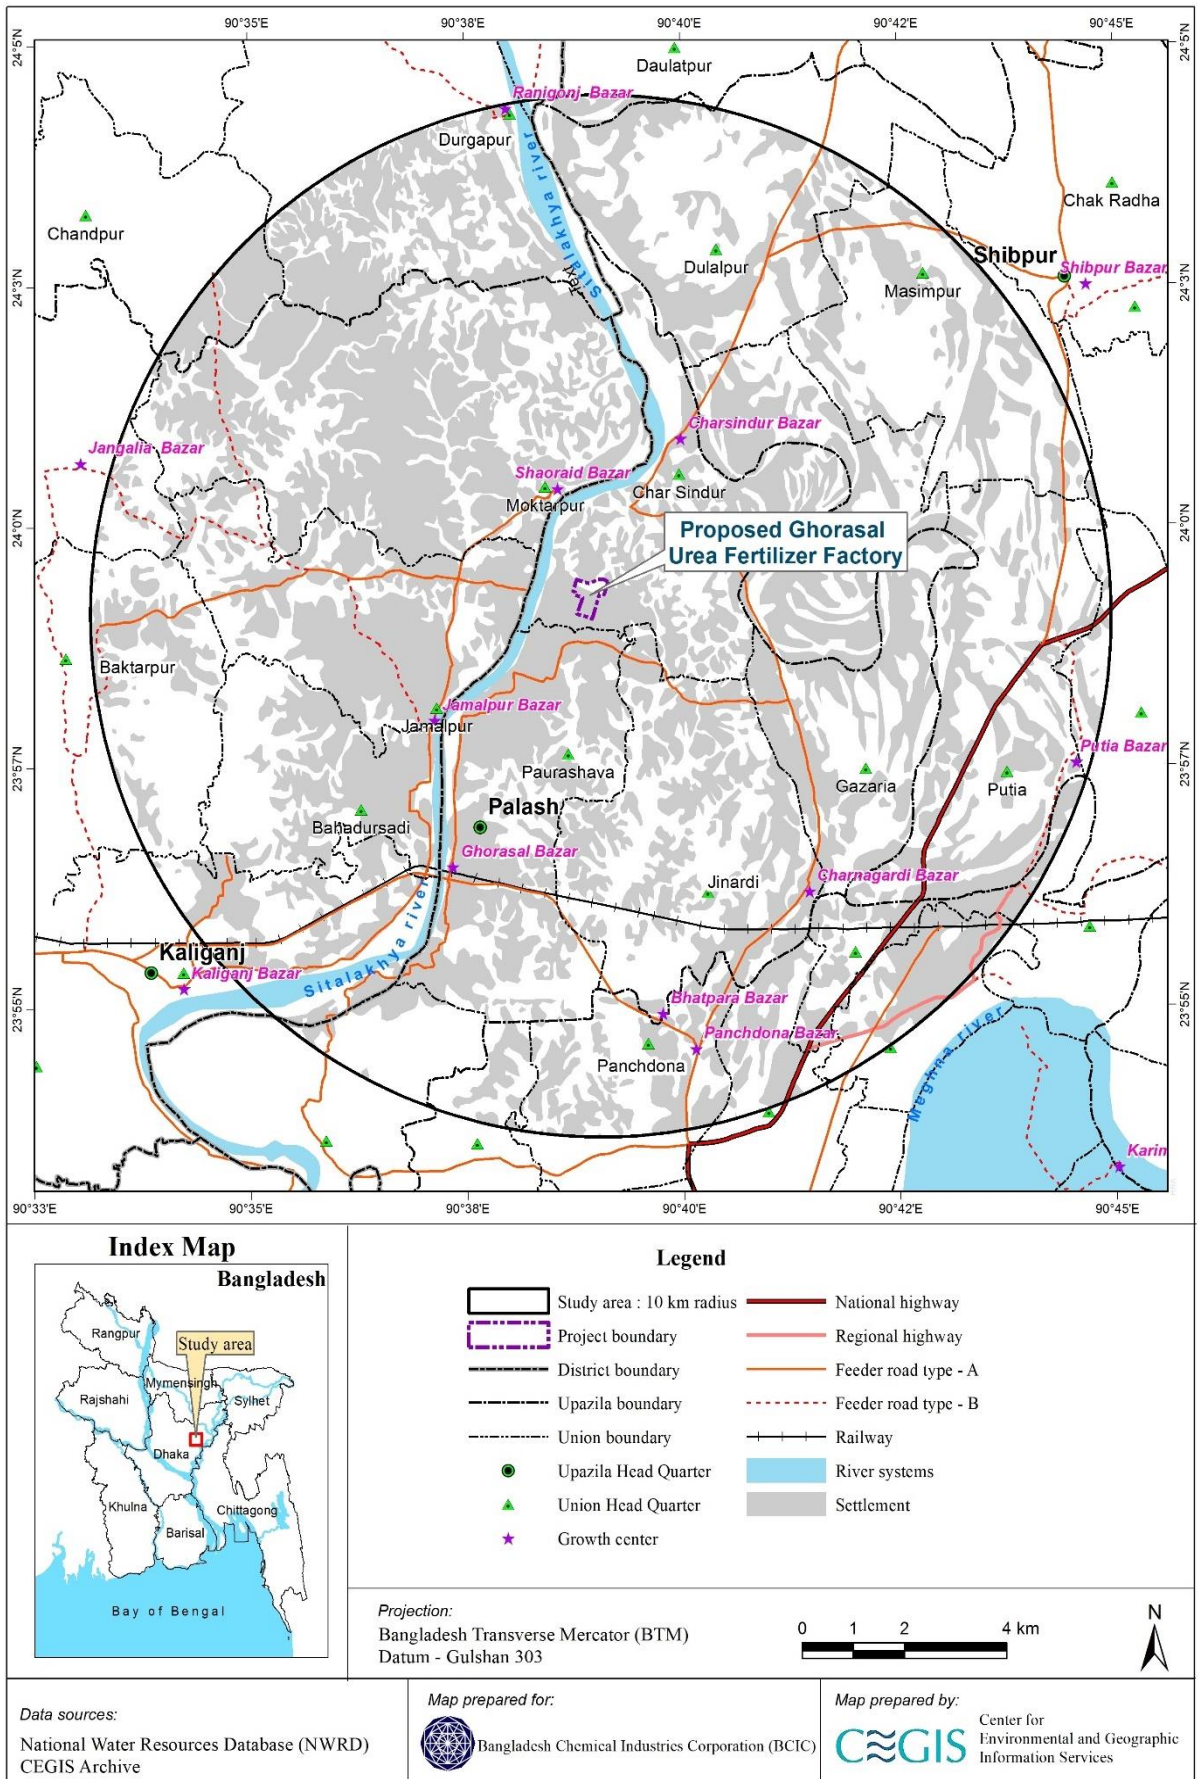 90°35'E
90°38'E
90°40'E
90°42'E
90°45'E
24°5'N
24°5'N
Daulatpur
Ranigonj Bazar
Durgapur
Chak Radha
Chandpur
Sitalakhya river
Dulalpur
Shibpur
Shibpur Bazar
Masimpur
24°3'N
24°3'N
Text
Charsindur Bazar
Jangalia Bazar
Shaoraid Bazar
Moktarpur
Char Sindur
24°0'N
24°0'N
Proposed Ghorasal
Urea Fertilizer Factory
Baktarpur
Jamalpur Bazar
Jamalpur
Putia Bazar
23°57'N
23°57'N
Paurashava
Gazaria
Putia
Palash
Bahadursadi
Ghorasal Bazar
Jinardi
Charnagardi Bazar
Kaliganj
Kaliganj Bazar
Sitalakhya river
Bhatpara Bazar
23°55'N
23°55'N
Panchdona Bazar
Panchdona
Meghna river
Karim
90°33'E
90°35'E
90°38'E
90°40'E
90°42'E
90°45'E
Index Map
Bangladesh
Rangpur
Study area
Mymensingh
Rajshahi
Sylhet
Dhaka
Khulna
Chittagong
Barisal
Bay of Bengal
Legend
Study area : 10 km radius
Project boundary
District boundary
Upazila boundary
Union boundary
Upazila Head Quarter
Union Head Quarter
Growth center
National highway
Regional highway
Feeder road type - A
Feeder road type - B
Railway
River systems
Settlement
Projection:
Bangladesh Transverse Mercator (BTM)
Datum - Gulshan 303
0 1 2 4 km
N
Data sources:
National Water Resources Database (NWRD)
CEGIS Archive
Map prepared for:
Bangladesh Chemical Industries Corporation (BCIC)
Map prepared by:
CEGIS
Center for
Environmental and Geographic
Information Services